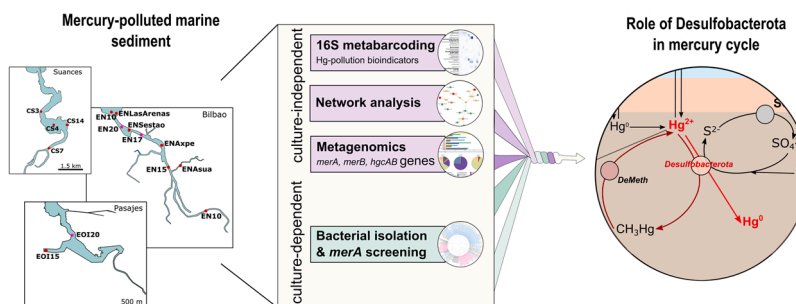 Mercury-polluted marine
sediment
Suances
CS3
CS14
CS4
CS7
1.5 km
Bilbao
EN10
ENLasArenas
EN20
ENSestao
EN17
ENAxpe
EN15
ENAsua
EN10
Pasajes
EOI20
EOI15
500 m
culture-independent
16S metabarcoding
Hg-pollution bioindicators
Network analysis
Metagenomics
merA, merB, hgcAB genes
culture-dependent
Bacterial isolation
& merA screening
Role of Desulfobacterota
in mercury cycle
S
Hg⁰
Hg²⁺
S²⁻
SO₄
Desulfobacterota
DeMeth
CH₃Hg
Hg⁰